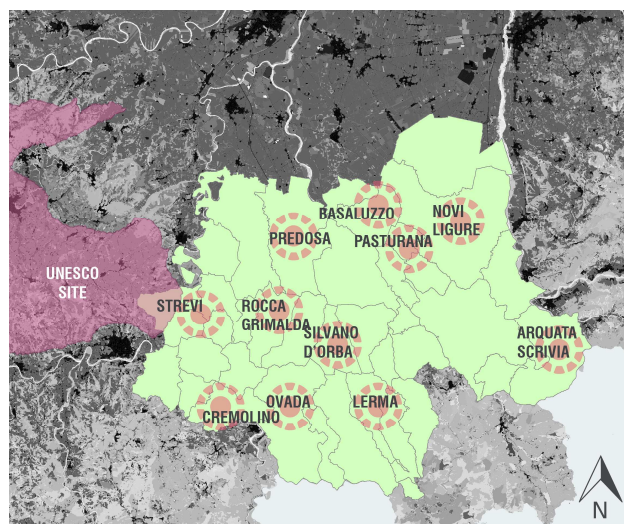 BASALUZZO
NOVI
LIGURE
PREDOSA
PASTURANA
UNESCO
SITE
STREVI
ROCCA
GRIMALDA
SILVANO
D'ORBA
ARQUATA
SCRIVIA
OVADA
LERMA
CREMOLINO
N